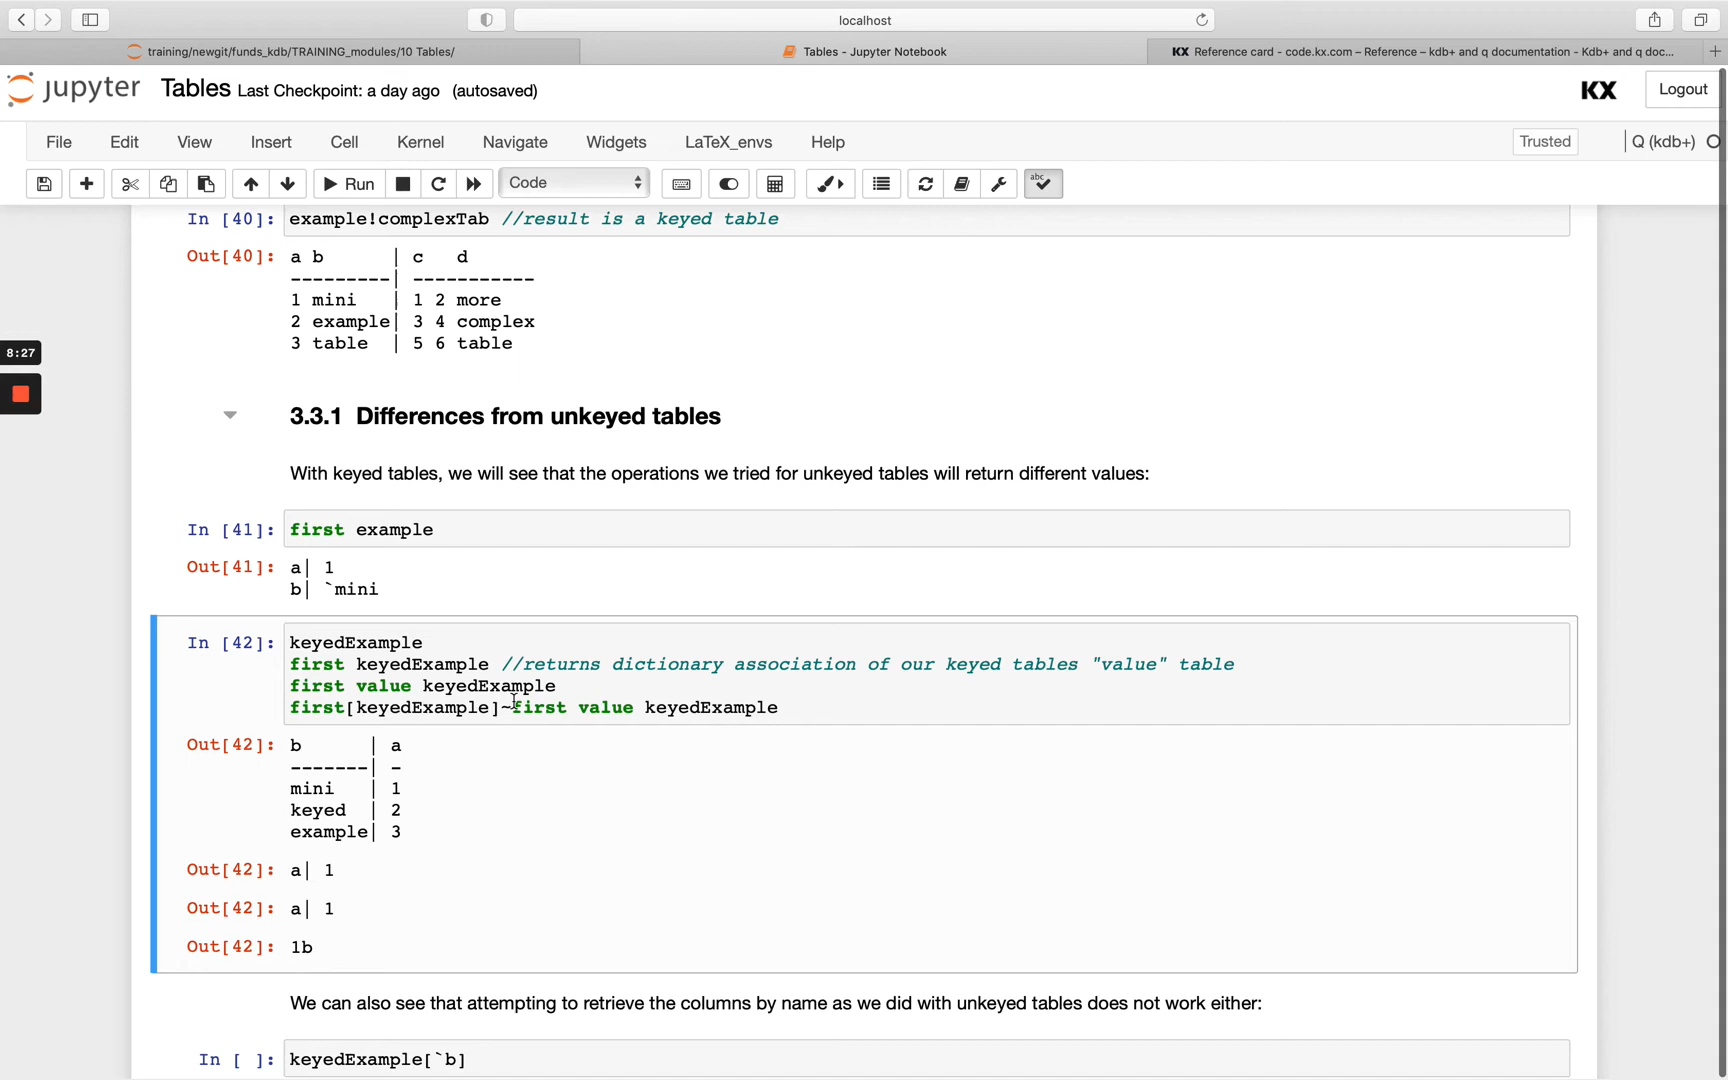 localhost
training/newgit/funds_kdb/TRAINING_modules/10 Tables/
Tables - Jupyter Notebook
KX Reference card - code.kx.com – Reference – kdb+ and q documentation - Kdb+ and q doc...
jupyter Tables Last Checkpoint: a day ago (autosaved)
KX Logout
File Edit View Insert Cell Kernel Navigate Widgets LaTeX_envs Help
Trusted Q (kdb+)
Run Code abc
In [40]: example!complexTab //result is a keyed table
Out[40]: a b | c d
---------| -----------
1 mini | 1 2 more
2 example| 3 4 complex
3 table | 5 6 table
8:27
3.3.1 Differences from unkeyed tables
With keyed tables, we will see that the operations we tried for unkeyed tables will return different values:
In [41]: first example
Out[41]: a| 1
b| `mini
In [42]: keyedExample
first keyedExample //returns dictionary association of our keyed tables "value" table
first value keyedExample
first[keyedExample]~first value keyedExample
Out[42]: b | a
-------| -
mini | 1
keyed | 2
example| 3
Out[42]: a| 1
Out[42]: a| 1
Out[42]: 1b
We can also see that attempting to retrieve the columns by name as we did with unkeyed tables does not work either:
In [ ]: keyedExample[`b]